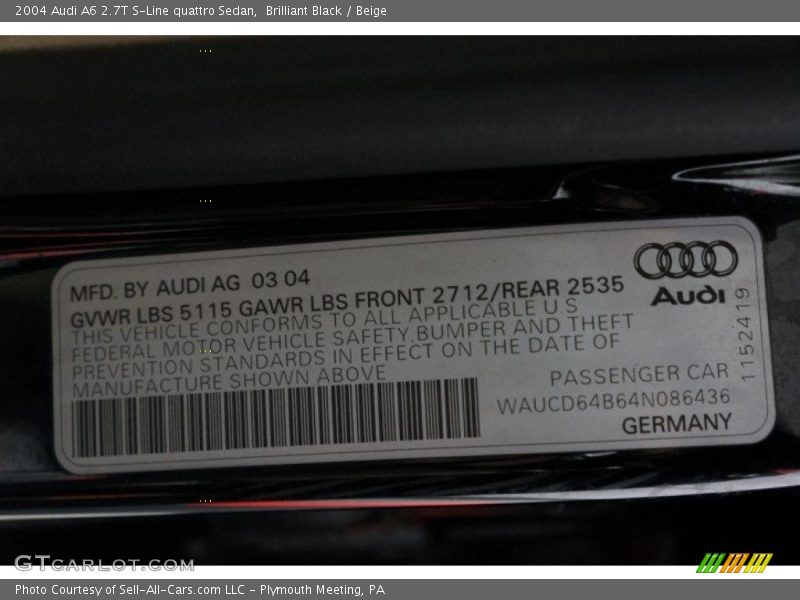 2004 Audi A6 2.7T S-Line quattro Sedan,  Brilliant Black / Beige
MFD. BY AUDI AG 03 04
GVWR LBS 5115 GAWR LBS FRONT 2712/REAR 2535
THIS VEHICLE CONFORMS TO ALL APPLICABLE U.S
FEDERAL MOTOR VEHICLE SAFETY, BUMPER AND THEFT
PREVENTION STANDARDS IN EFFECT ON THE DATE OF
MANUFACTURE SHOWN ABOVE
Audi
1152419
PASSENGER CAR
WAUCD64B64N086436
GERMANY
GTCARLOT.COM
Photo Courtesy of Sell-All-Cars.com LLC - Plymouth Meeting, PA